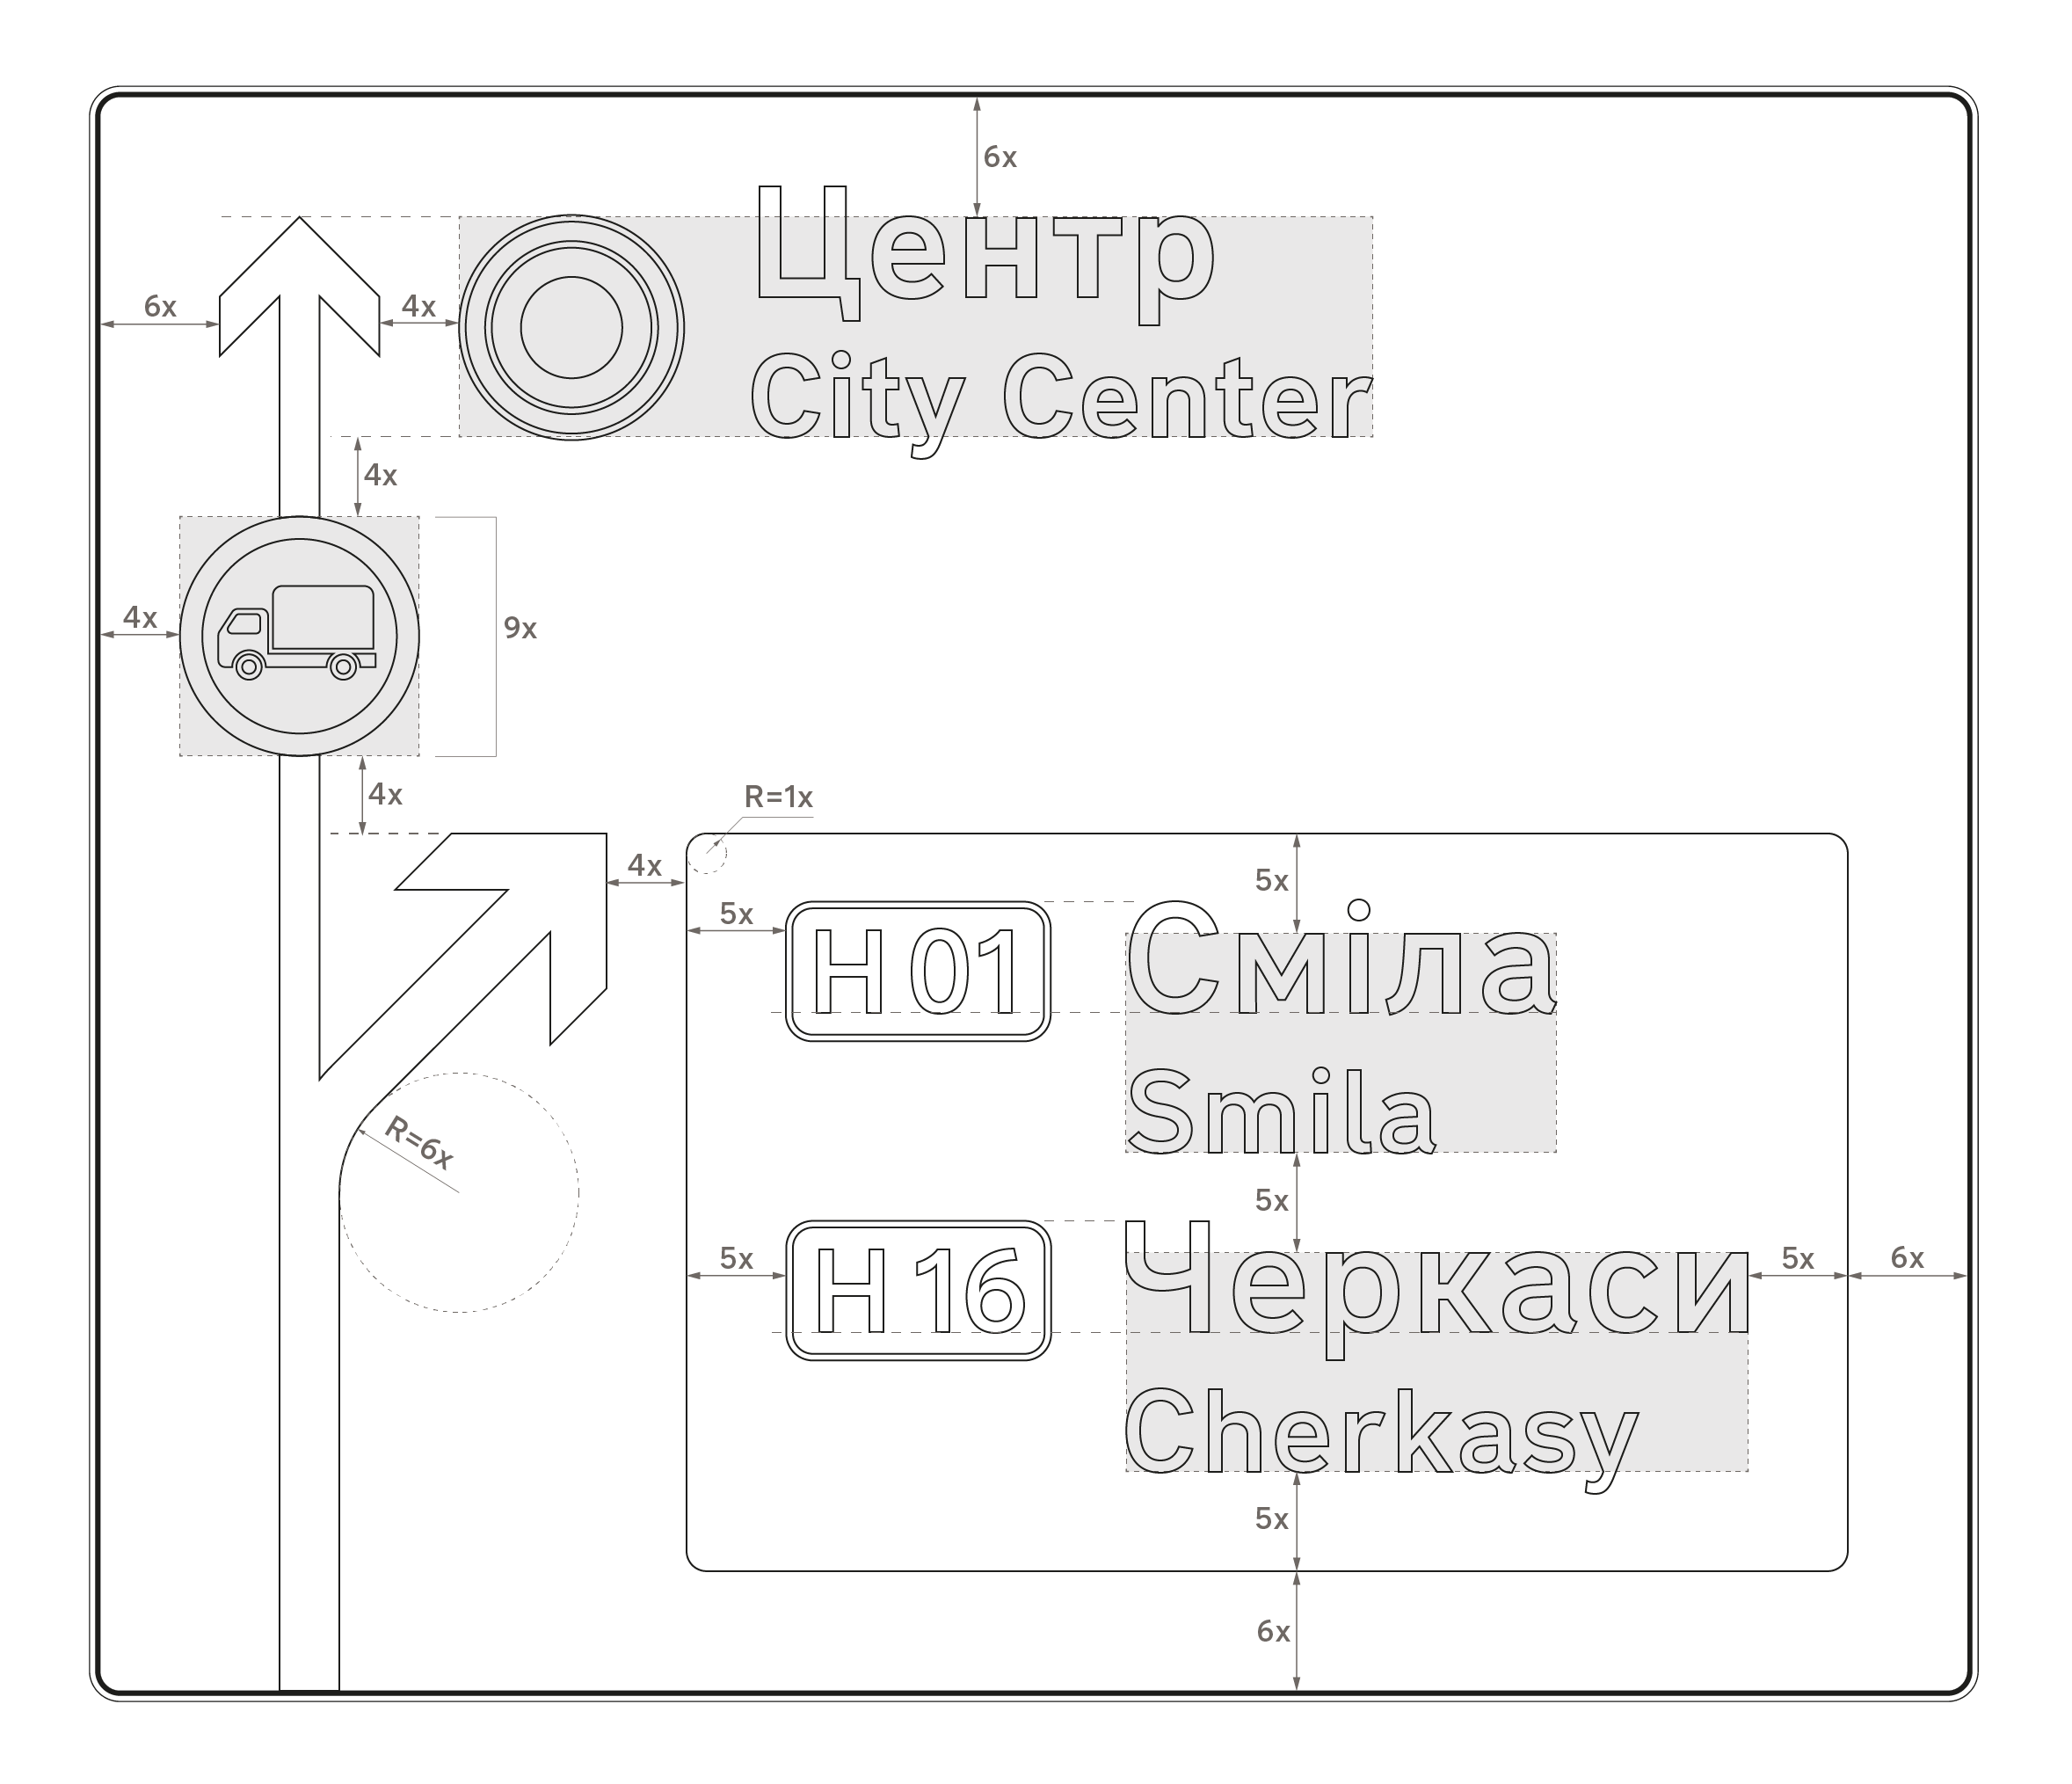 6x
Центр
City Center
6x
4x
4x
4x
9x
4x
R=1x
4x
5x
5x
H 01
Сміла
Smila
R=6x
5x
5x
H 16
Черкаси
Cherkasy
5x
6x
5x
6x